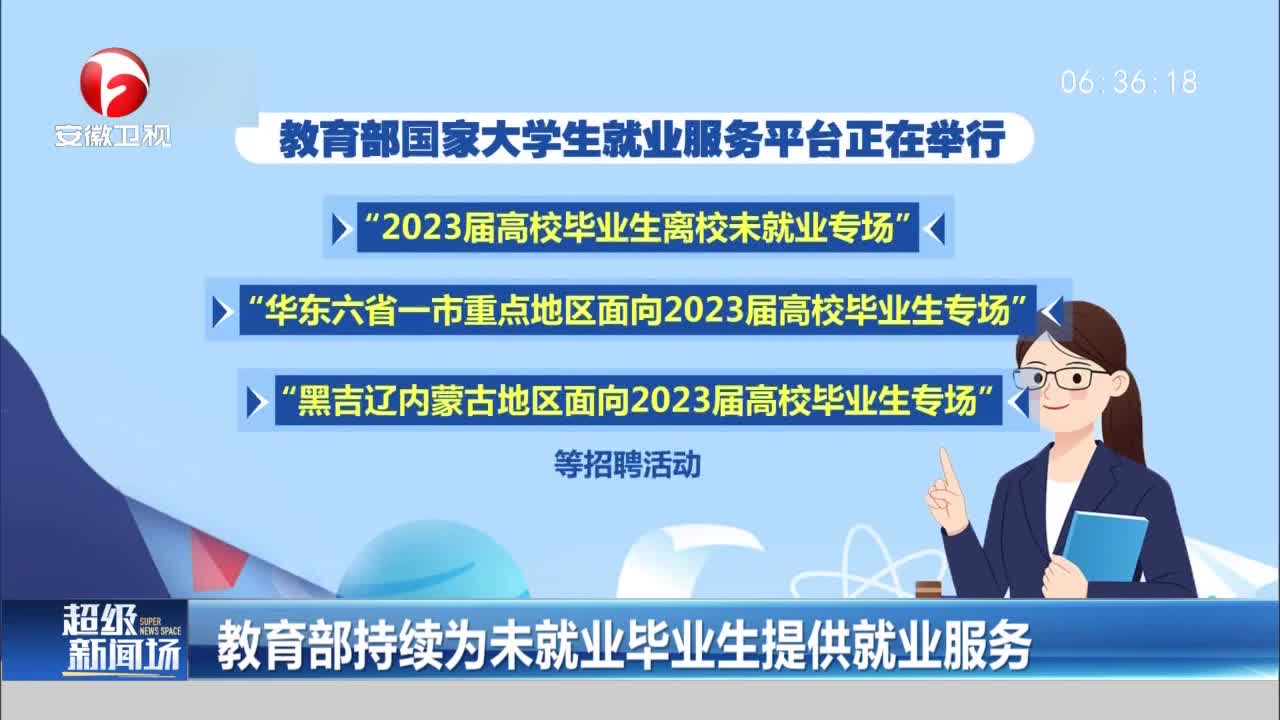 安徽卫视
06:36:18
教育部国家大学生就业服务平台正在举行
“2023届高校毕业生离校未就业专场”
“华东六省一市重点地区面向2023届高校毕业生专场”
“黑吉辽内蒙古地区面向2023届高校毕业生专场”
等招聘活动
超级
SUPER
NEWS SPACE
新闻场
教育部持续为未就业毕业生提供就业服务